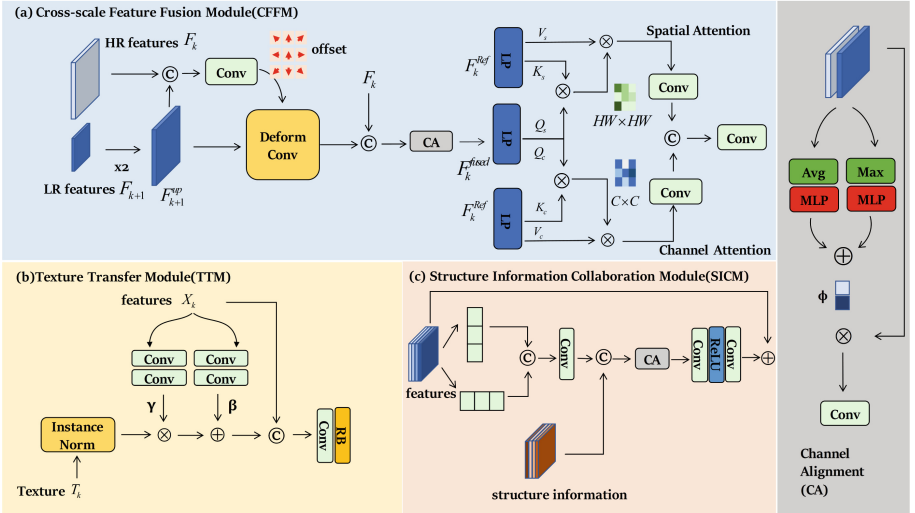 (a) Cross-scale Feature Fusion Module(CFFM)
HR features F_k
offset
Conv
©
Deform
Conv
x2
LR features F_{k+1}
F_{k+1}^{up}
F_k
©
CA
F_k^{Ref}
LP
V_s
K_s
F_k^{fused}
LP
Q_s
Q_c
F_k^{Ref}
LP
K_c
V_c
⊗
⊗
⊗
⊗
Spatial Attention
HW×HW
C×C
Conv
©
Conv
Conv
Channel Attention
(b)Texture Transfer Module(TTM)
features X_k
Conv
Conv
Conv
Conv
γ
β
Instance
Norm
⊗
⊕
©
Conv
RB
Texture T_k
(c) Structure Information Collaboration Module(SICM)
features
©
Conv
©
CA
Conv
ReLU
Conv
⊕
structure information
Avg
Max
MLP
MLP
⊕
ϕ
⊗
Conv
Channel
Alignment
(CA)